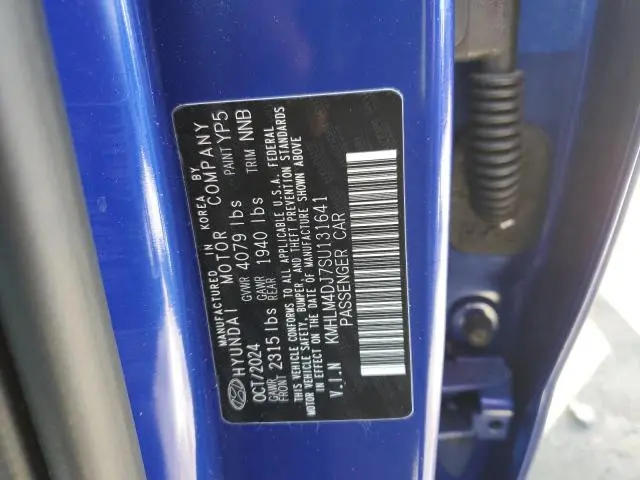 MANUFACTURED IN KOREA BY
HYUNDAI MOTOR COMPANY
OCT/2024 GVWR 4079 lbs PAINT YP5
GAWR FRONT 2315 lbs GAWR REAR 1940 lbs TRIM NNB
THIS VEHICLE CONFORMS TO ALL APPLICABLE U.S.A. FEDERAL
MOTOR VEHICLE SAFETY, BUMPER, AND THEFT PREVENTION STANDARDS
IN EFFECT ON THE DATE OF MANUFACTURE SHOWN ABOVE
V.I.N KMHLM4DJ7SU131641
PASSENGER CAR